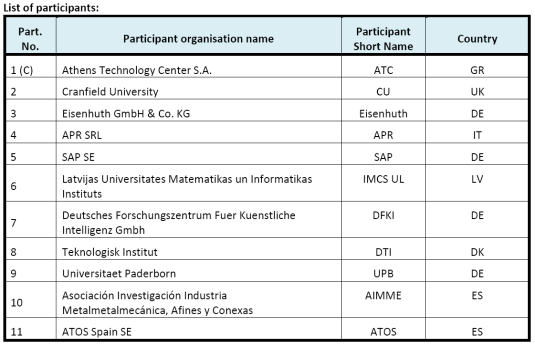 List of participants:
Part. No. Participant organisation name Participant Short Name Country
1 (C) Athens Technology Center S.A. ATC GR
2 Cranfield University CU UK
3 Eisenhuth GmbH & Co. KG Eisenhuth DE
4 APR SRL APR IT
5 SAP SE SAP DE
6 Latvijas Universitates Matematikas un Informatikas Instituts IMCS UL LV
7 Deutsches Forschungszentrum Fuer Kuenstliche Intelligenz Gmbh DFKI DE
8 Teknologisk Institut DTI DK
9 Universitaet Paderborn UPB DE
10 Asociación Investigación Industria Metalmetalmecánica, Afines y Conexas AIMME ES
11 ATOS Spain SE ATOS ES